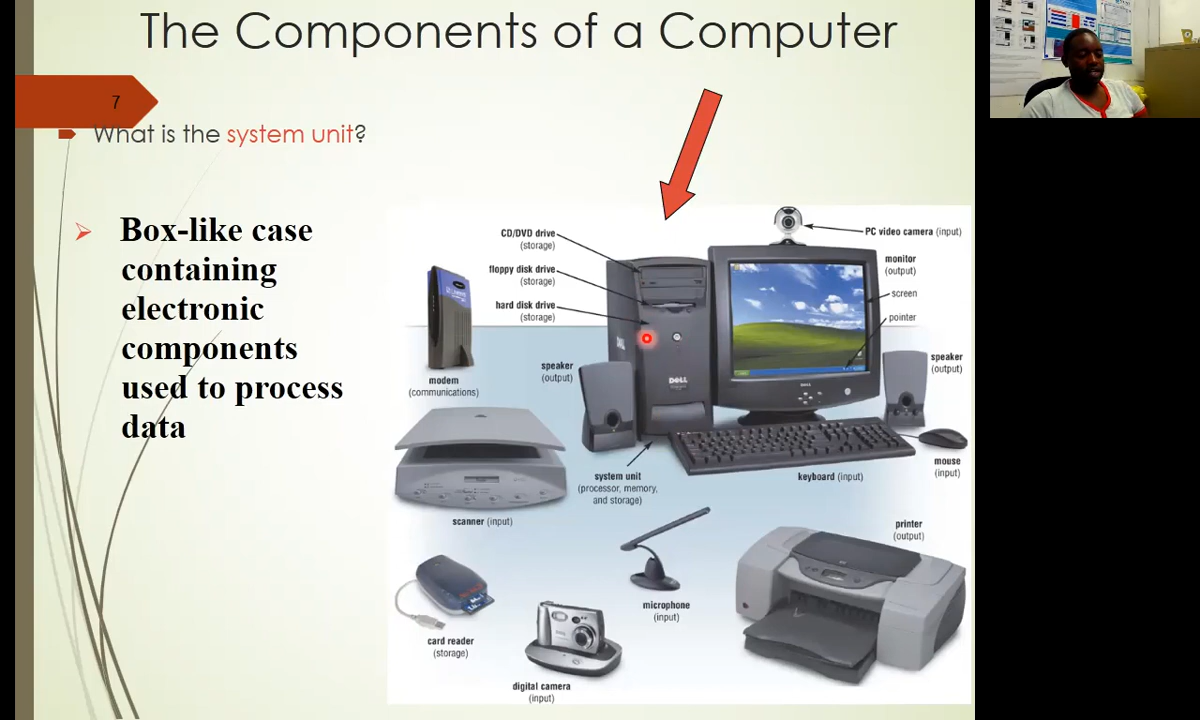 The Components of a Computer
7
What is the system unit?
Box-like case
containing
electronic
components
used to process
data
CD/DVD drive
(storage)
floppy disk drive
(storage)
hard disk drive
(storage)
PC video camera (input)
monitor
(output)
screen
pointer
modem
(communications)
speaker
(output)
DELL
speaker
(output)
mouse
(input)
keyboard (input)
system unit
(processor, memory,
and storage)
scanner (input)
printer
(output)
microphone
(input)
card reader
(storage)
digital camera
(input)